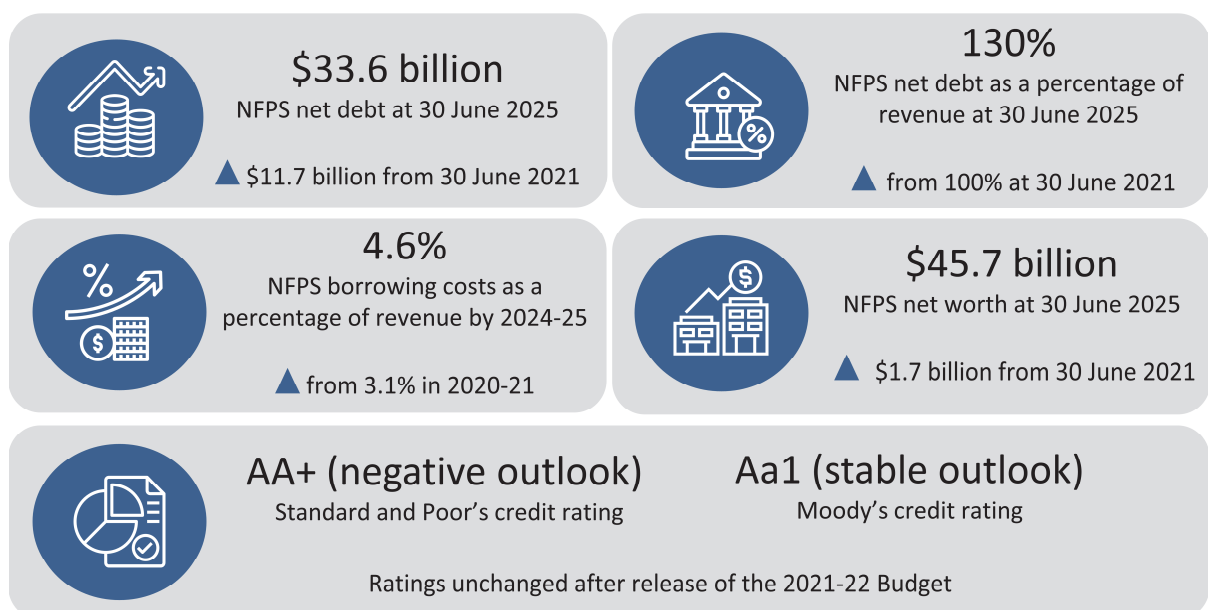 $33.6 billion
NFPS net debt at 30 June 2025
$11.7 billion from 30 June 2021
130%
NFPS net debt as a percentage of
revenue at 30 June 2025
from 100% at 30 June 2021
4.6%
NFPS borrowing costs as a
percentage of revenue by 2024-25
from 3.1% in 2020-21
$45.7 billion
NFPS net worth at 30 June 2025
$1.7 billion from 30 June 2021
AA+ (negative outlook)
Standard and Poor's credit rating
Aa1 (stable outlook)
Moody's credit rating
Ratings unchanged after release of the 2021-22 Budget